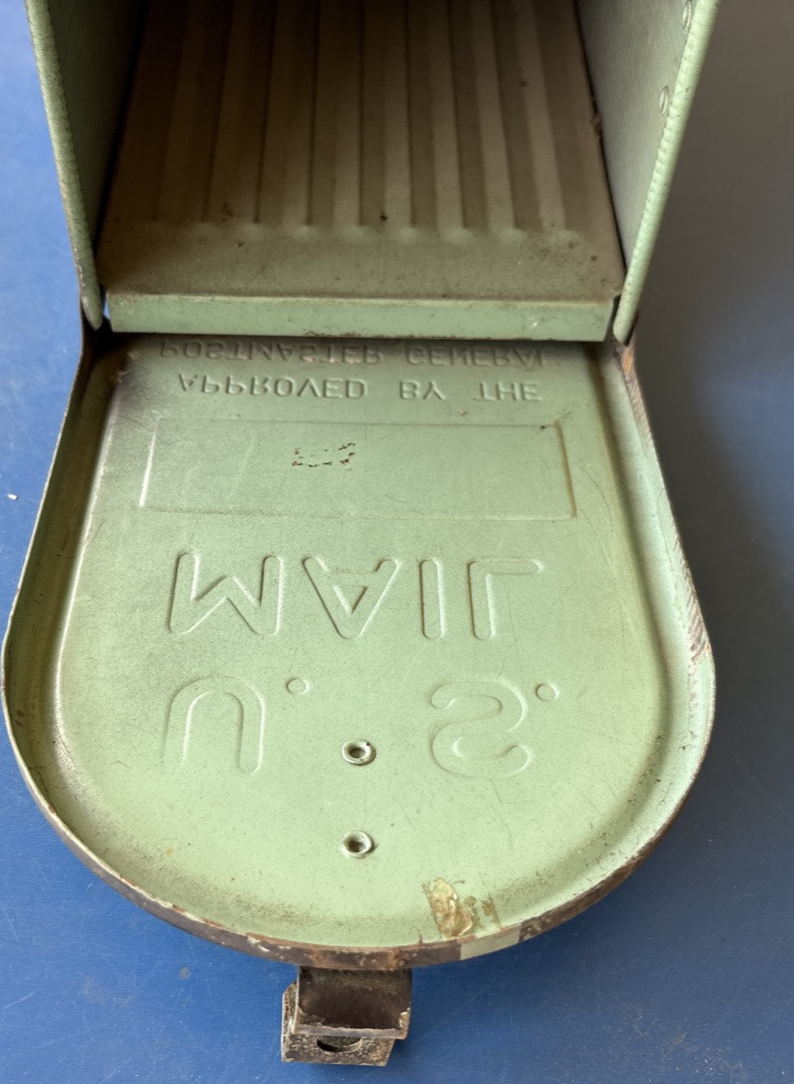 U. S.
MAIL
APPROVED BY THE
POSTMASTER GENERAL